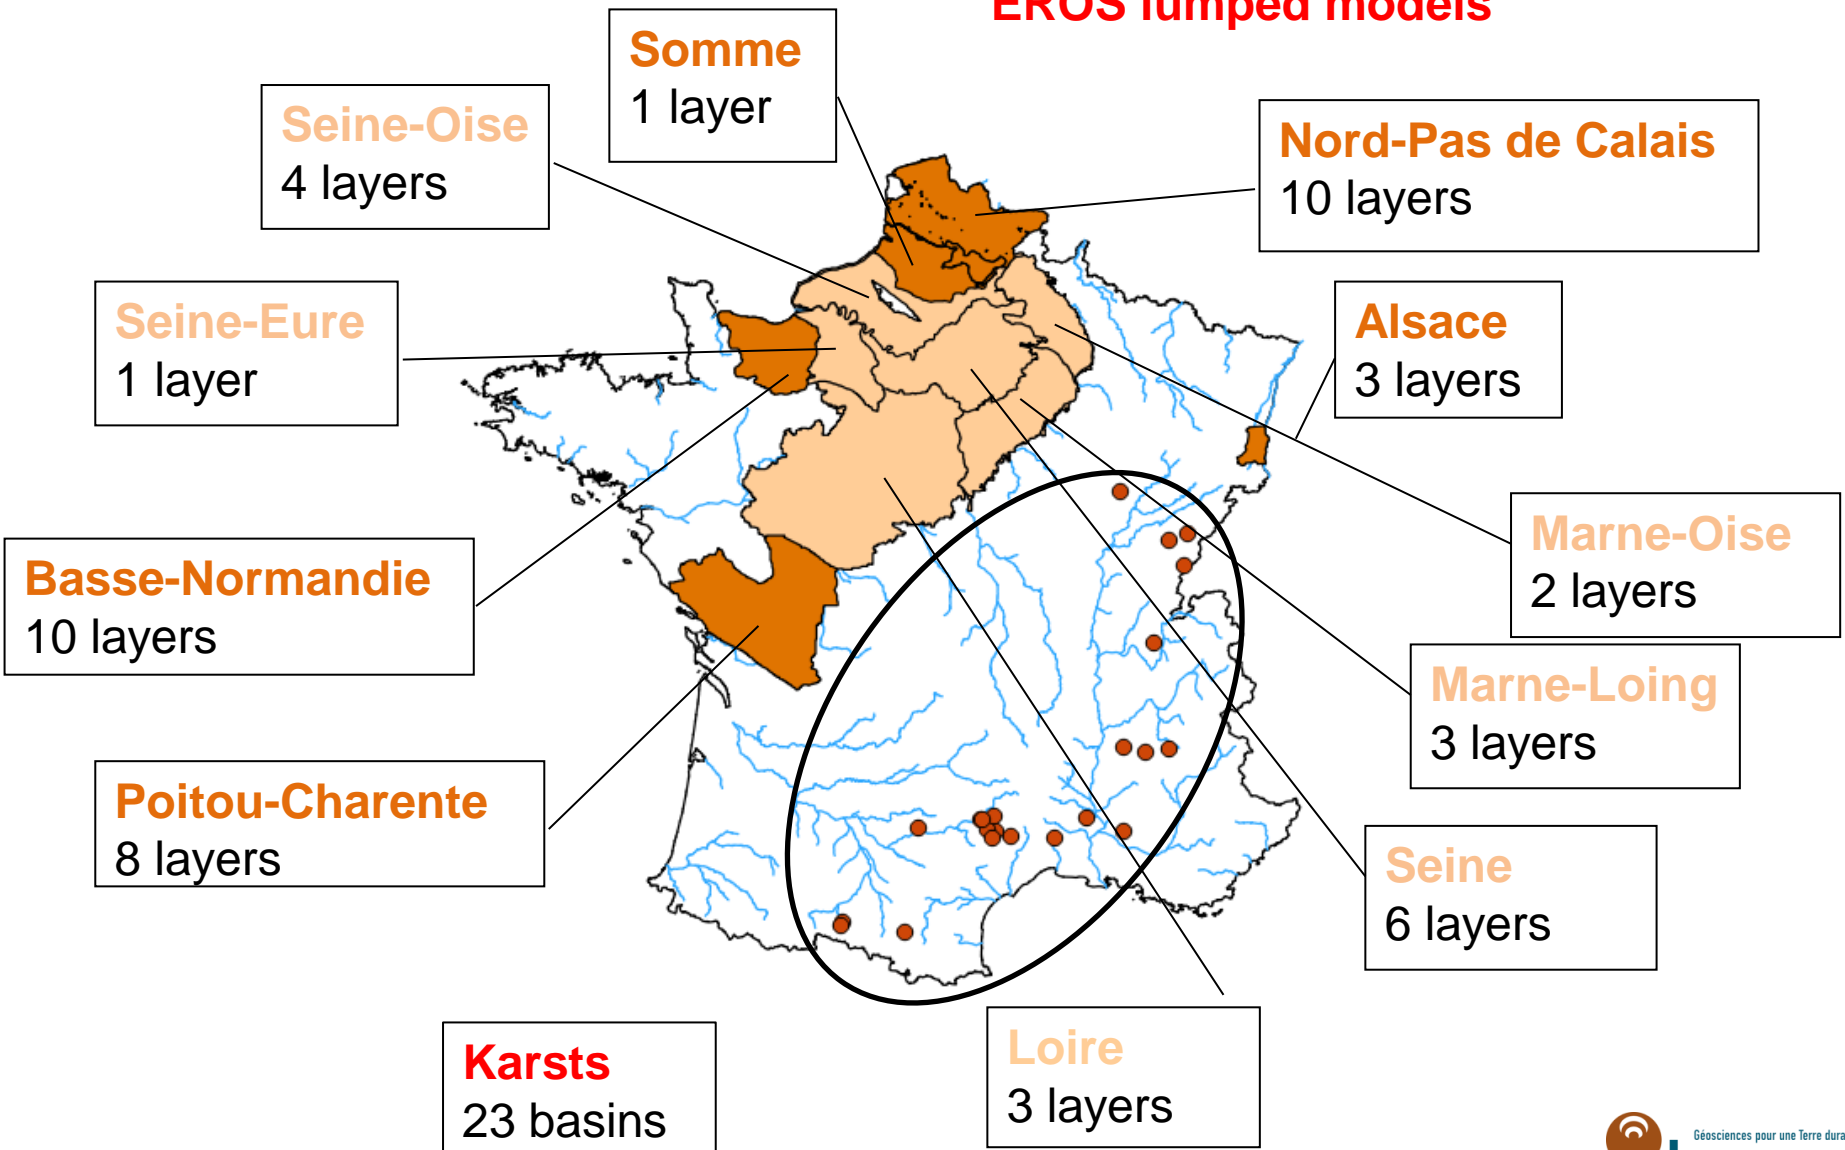 EROS lumped models
Somme
1 layer
Seine-Oise
4 layers
Nord-Pas de Calais
10 layers
Seine-Eure
1 layer
Alsace
3 layers
Basse-Normandie
10 layers
Marne-Oise
2 layers
Marne-Loing
3 layers
Poitou-Charente
8 layers
Seine
6 layers
Loire
3 layers
Karsts
23 basins
Géosciences pour une Terre dura